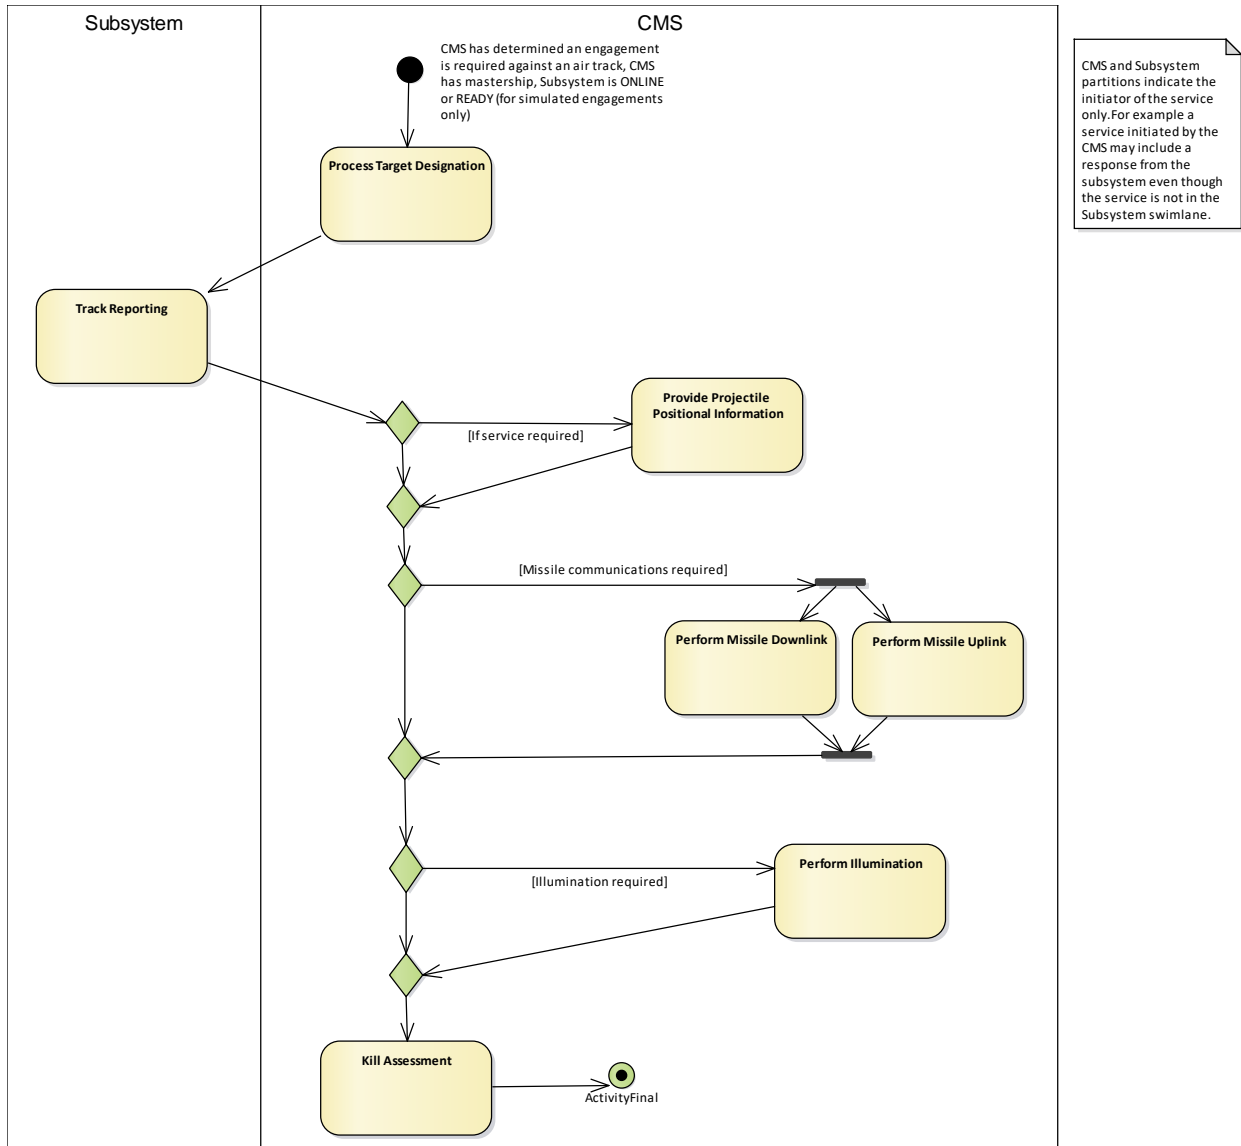 Subsystem
CMS
CMS has determined an engagement
is required against an air track, CMS
has mastership, Subsystem is ONLINE
or READY (for simulated engagements
only)
CMS and Subsystem
partitions indicate the
initiator of the service
only.For example a
service initiated by the
CMS may include a
response from the
subsystem even though
the service is not in the
Subsystem swimlane.
Process Target Designation
Track Reporting
Provide Projectile
Positional Information
[If service required]
[Missile communications required]
Perform Missile Downlink
Perform Missile Uplink
Perform Illumination
[Illumination required]
Kill Assessment
ActivityFinal